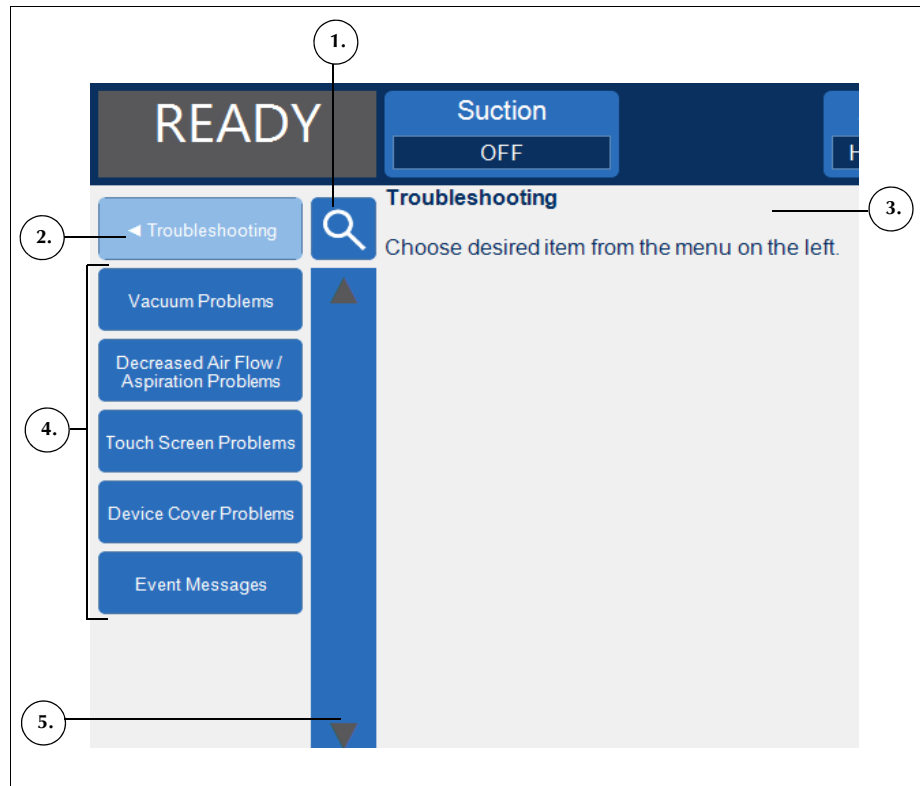 1.
READY
Suction
OFF
H
Troubleshooting
3.
2.
◄ Troubleshooting
Choose desired item from the menu on the left.
Vacuum Problems
Decreased Air Flow /
Aspiration Problems
4.
Touch Screen Problems
Device Cover Problems
Event Messages
5.